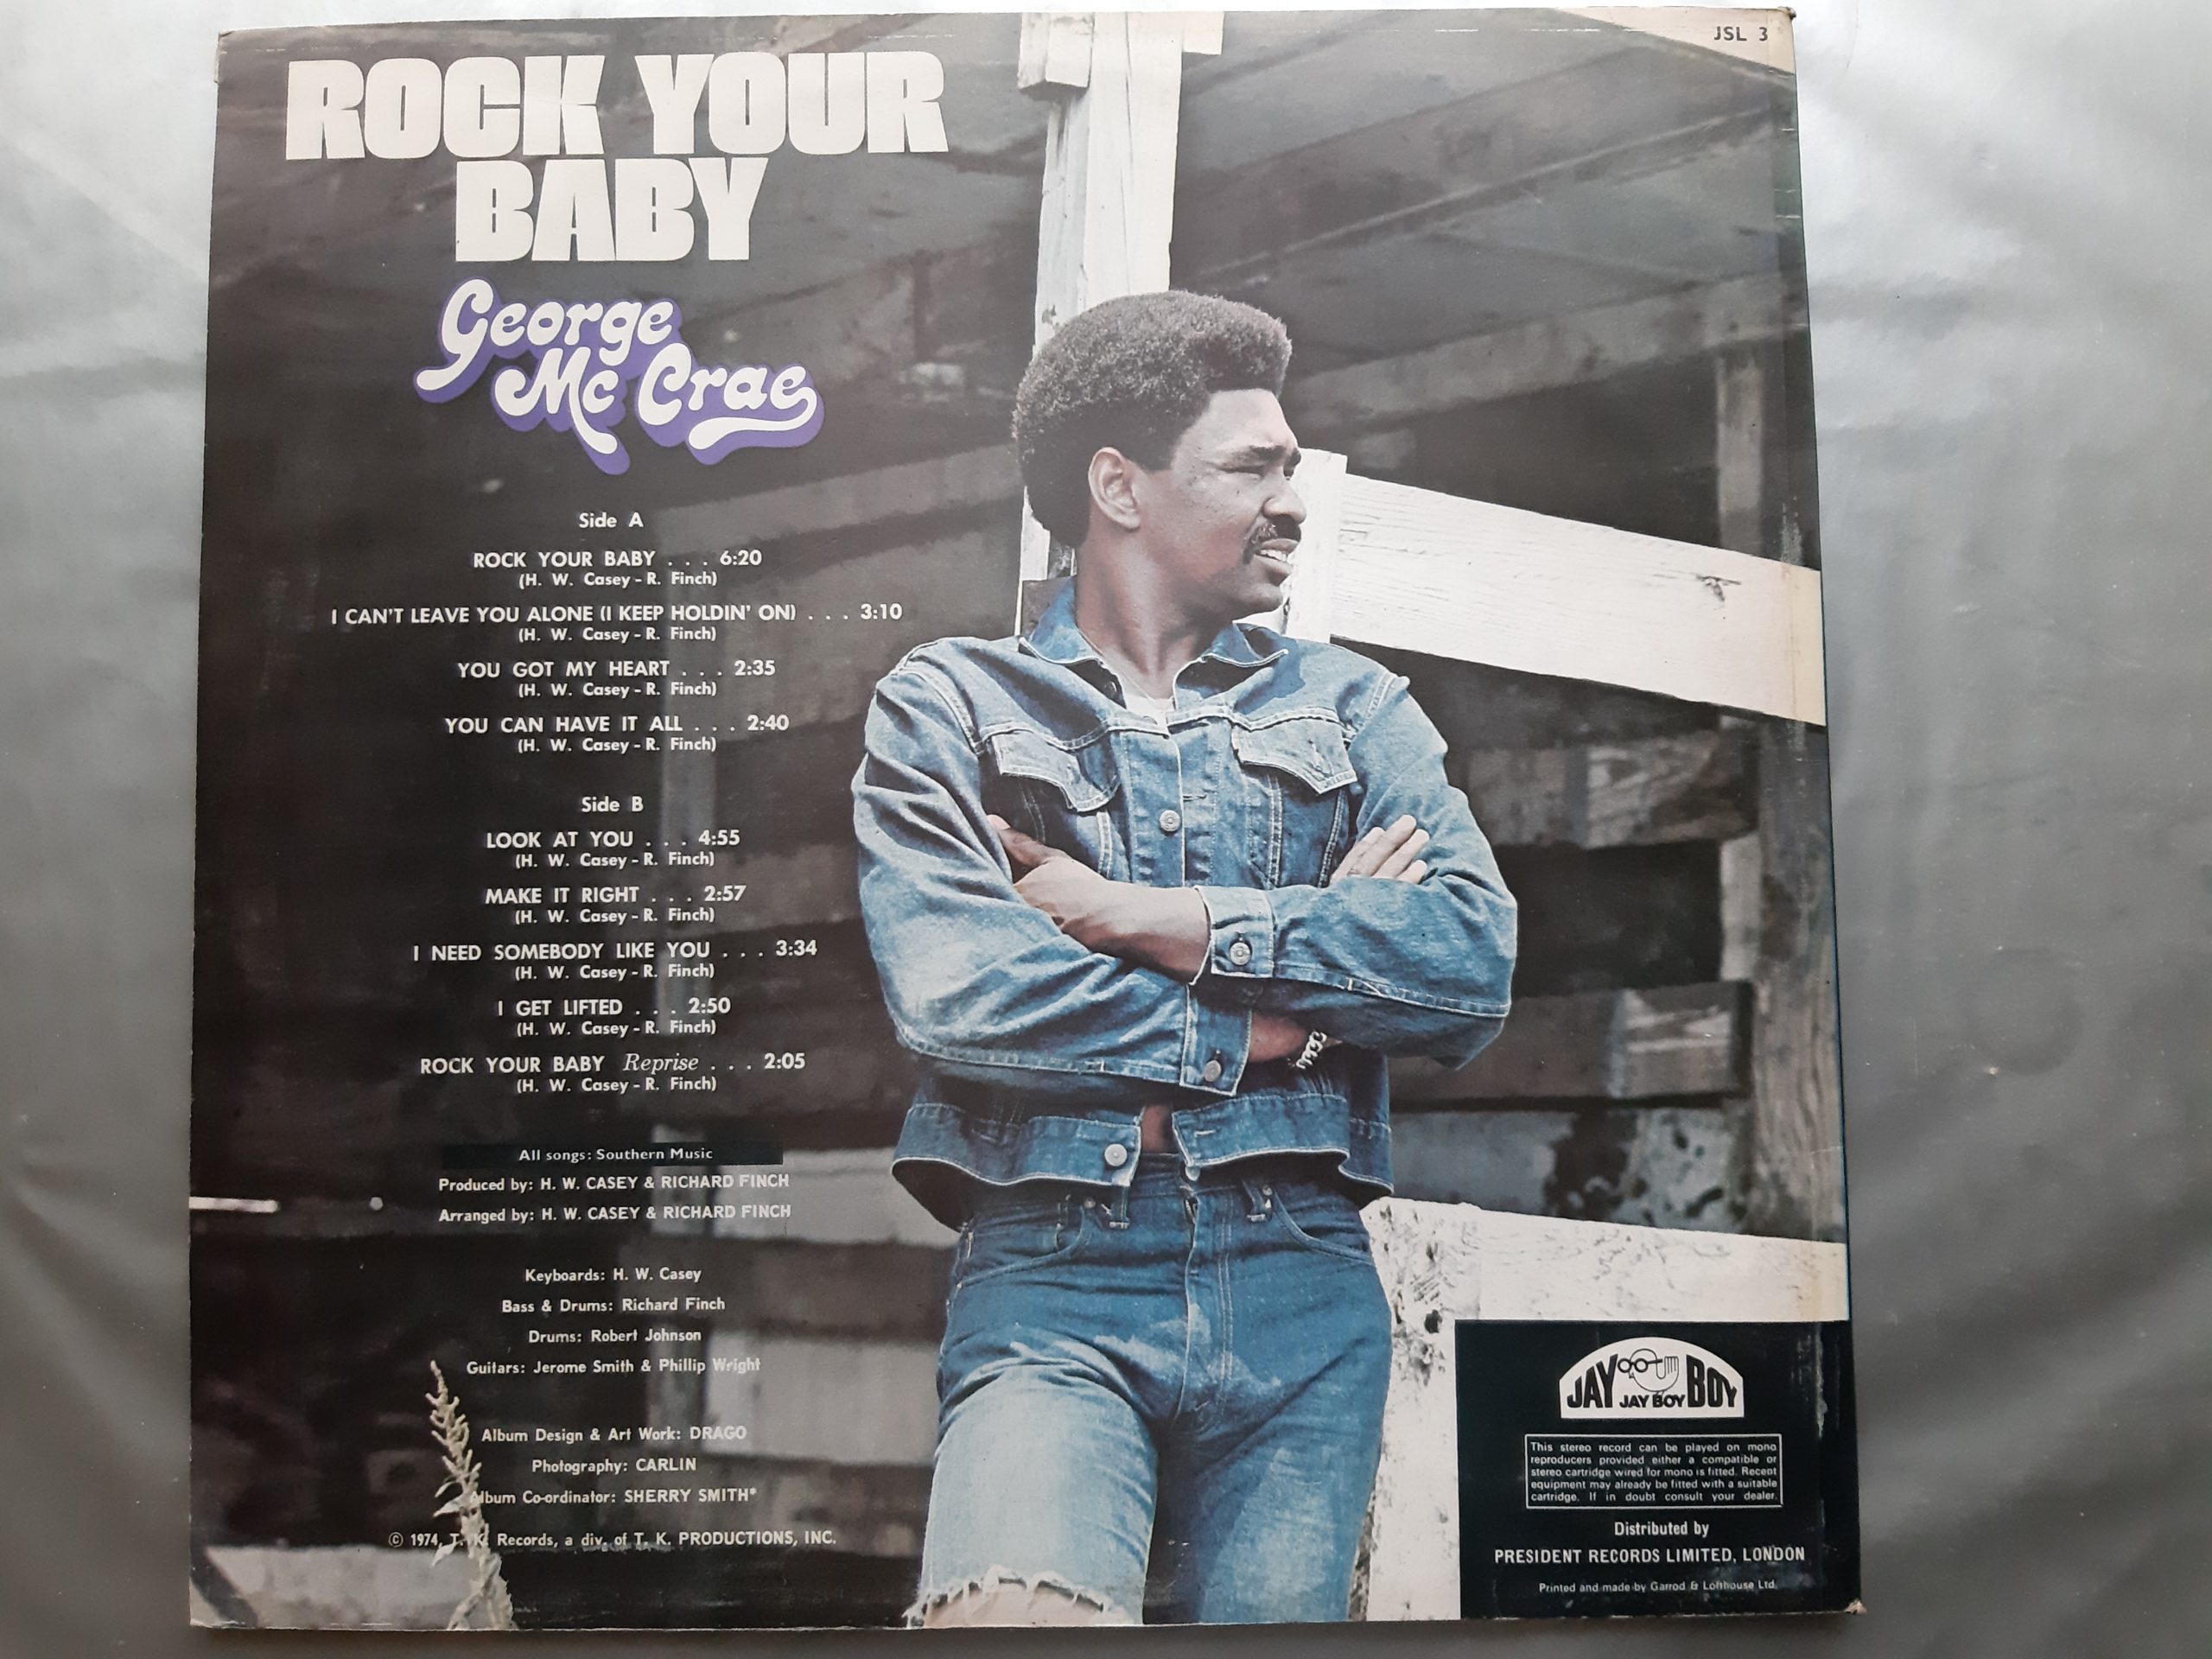 JSL 3
ROCK YOUR
BABY
George
Mc Crae
Side A
ROCK YOUR BABY . . . 6:20
(H. W. Casey - R. Finch)
I CAN'T LEAVE YOU ALONE (I KEEP HOLDIN' ON) . . . 3:10
(H. W. Casey - R. Finch)
YOU GOT MY HEART . . . 2:35
(H. W. Casey - R. Finch)
YOU CAN HAVE IT ALL . . . 2:40
(H. W. Casey - R. Finch)
Side B
LOOK AT YOU . . . 4:55
(H. W. Casey - R. Finch)
MAKE IT RIGHT . . . 2:57
(H. W. Casey - R. Finch)
I NEED SOMEBODY LIKE YOU . . . 3:34
(H. W. Casey - R. Finch)
I GET LIFTED . . . 2:50
(H. W. Casey - R. Finch)
ROCK YOUR BABY Reprise . . . 2:05
(H. W. Casey - R. Finch)
All songs: Southern Music
Produced by: H. W. CASEY & RICHARD FINCH
Arranged by: H. W. CASEY & RICHARD FINCH
Keyboards: H. W. Casey
Bass & Drums: Richard Finch
Drums: Robert Johnson
Guitars: Jerome Smith & Phillip Wright
Album Design & Art Work: DRAGO
Photography: CARLIN
Album Co-ordinator: SHERRY SMITH*
© 1974, T. K. Records, a div. of T. K. PRODUCTIONS, INC.
JAY BOY
JAY BOY
This stereo record can be played on mono
reproducers provided either a compatible or
stereo cartridge wired for mono is fitted. Recent
equipment may already be fitted with a suitable
cartridge. If in doubt consult your dealer.
Distributed by
PRESIDENT RECORDS LIMITED, LONDON
Printed and made by Garrod & Lofthouse Ltd.